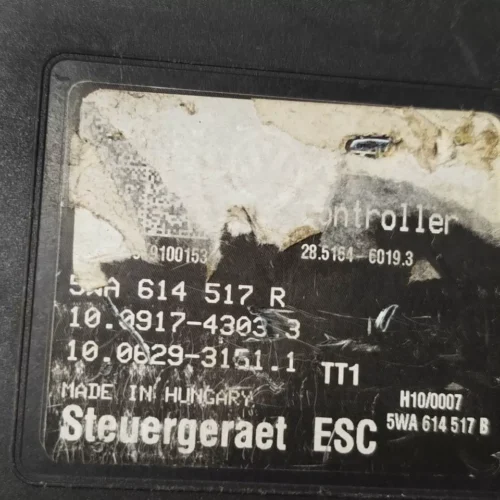 ontroller
9100153 28.5164-6019.3
5WA 614 517 R
10.0917-4303.3
10.0629-3151.1 TT1
MADE IN HUNGARY H10/0007
Steuergeraet ESC 5WA 614 517 B